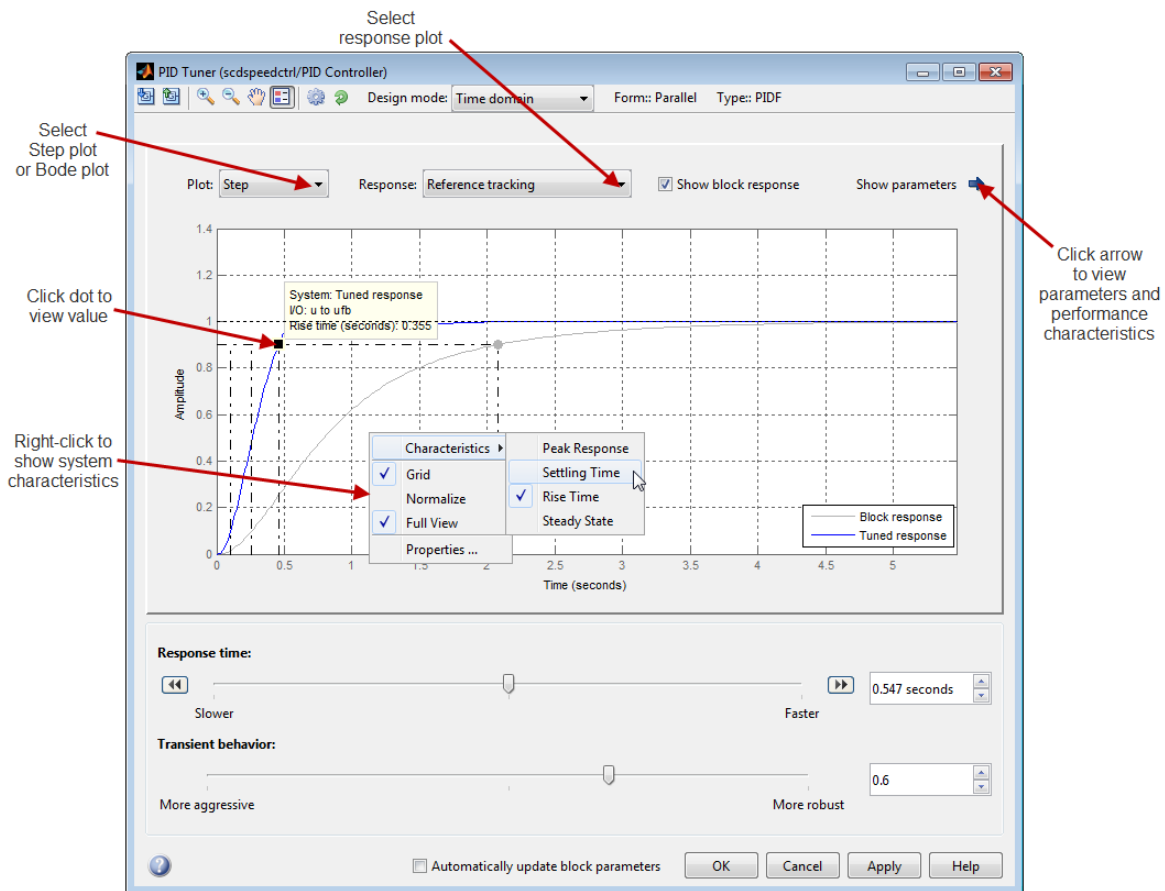 Select
response plot
PID Tuner (scdspeedctrl/PID Controller)
Design mode: Time domain Form:: Parallel Type:: PIDF
Select
Step plot
or Bode plot
Plot: Step Response: Reference tracking Show block response Show parameters
Click arrow
to view
parameters and
performance
characteristics
Click dot to
view value
Right-click to
show system
characteristics
1.4
1.2
1
0.8
0.6
0.4
0.2
0
Amplitude
System: Tuned response
I/O: u to ufb
Rise time (seconds): 0.355
Characteristics
Grid
Normalize
Full View
Properties ...
Peak Response
Settling Time
Rise Time
Steady State
Block response
Tuned response
0 0.5 1 1.5 2 2.5 3 3.5 4 4.5 5
Time (seconds)
Response time:
0.547 seconds
Slower Faster
Transient behavior:
0.6
More aggressive More robust
Automatically update block parameters OK Cancel Apply Help